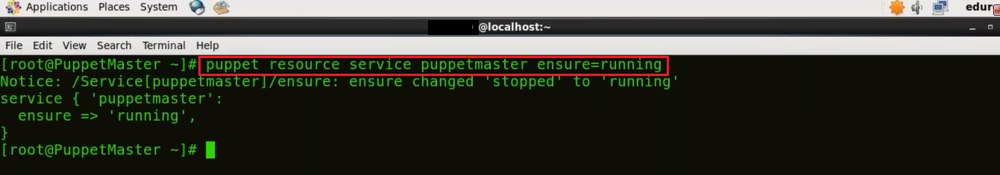 Applications Places System
edur
@localhost:~
File Edit View Search Terminal Help
[root@PuppetMaster ~]# puppet resource service puppetmaster ensure=running
Notice: /Service[puppetmaster]/ensure: ensure changed 'stopped' to 'running'
service { 'puppetmaster':
  ensure => 'running',
}
[root@PuppetMaster ~]#